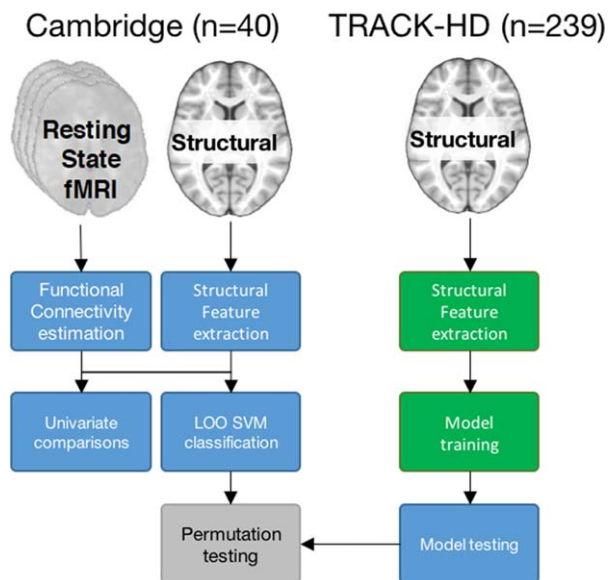 Cambridge (n=40)
TRACK-HD (n=239)
Resting
State
fMRI
Structural
Structural
Functional
Connectivity
estimation
Structural
Feature
extraction
Structural
Feature
extraction
Univariate
comparisons
LOO SVM
classification
Model
training
Permutation
testing
Model testing